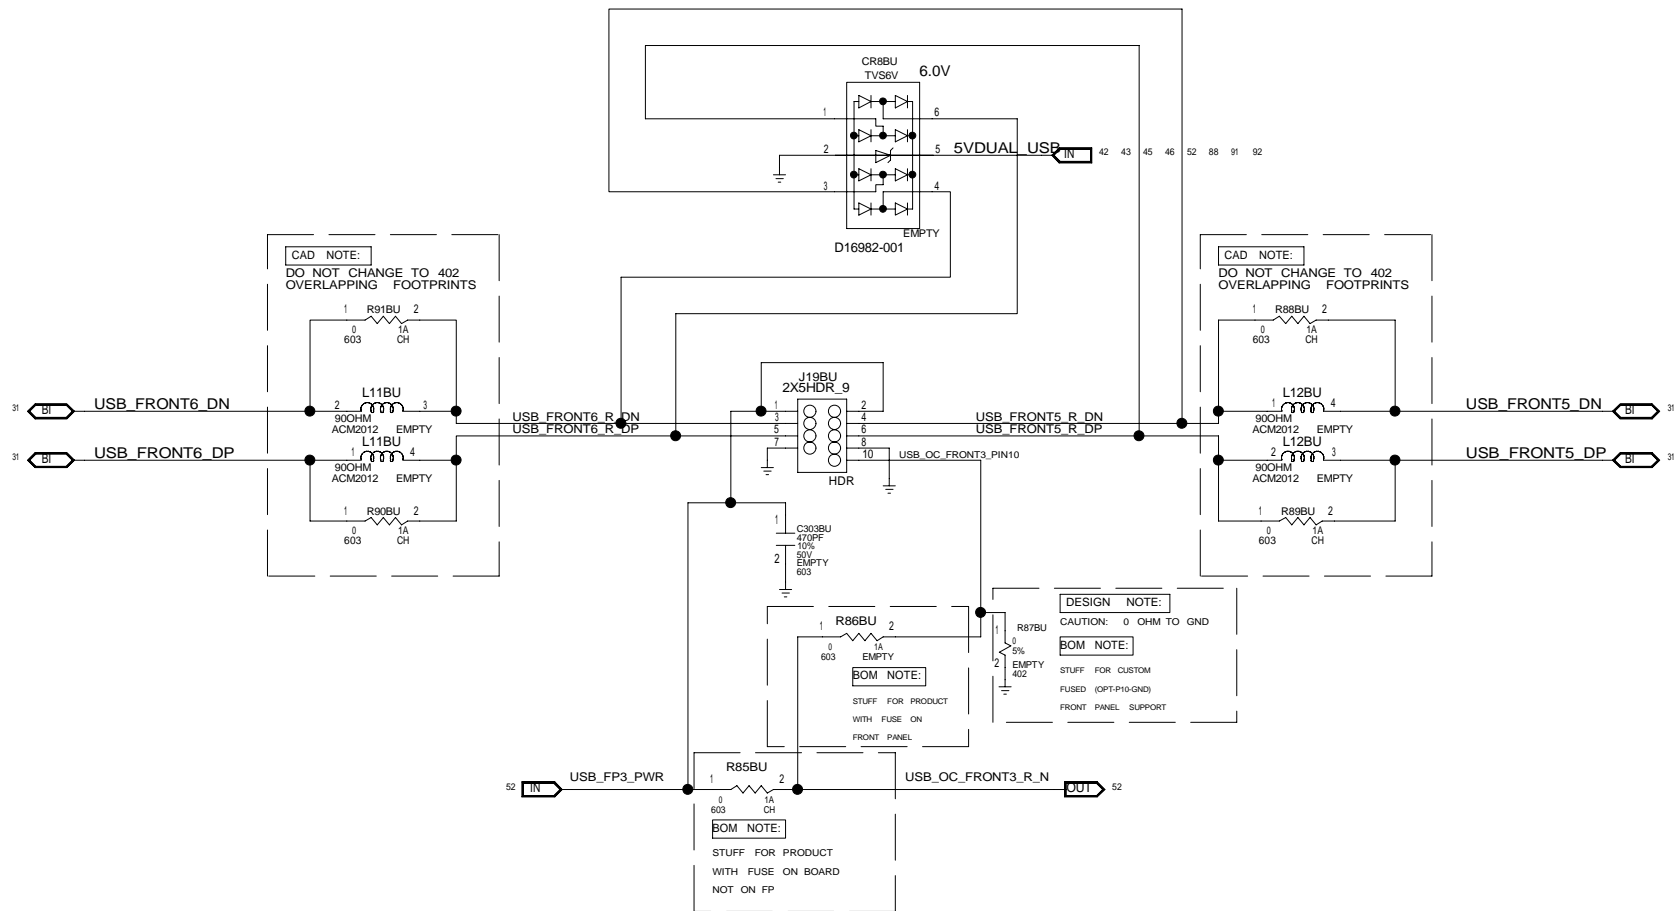 CR8BU
TVS6V
6.0V
1
6
2
5
5VDUAL_USB
IN
42 43 45 46 52 88 91 92
3
4
EMPTY
D16982-001
CAD NOTE:
DO NOT CHANGE TO 402
OVERLAPPING FOOTPRINTS
1 R91BU 2
0 1A
603 CH
31 BI USB_FRONT6_DN
L11BU
2 3
90OHM
ACM2012 EMPTY
31 BI USB_FRONT6_DP
L11BU
1 4
90OHM
ACM2012 EMPTY
1 R90BU 2
0 1A
603 CH
USB_FRONT6_R_DN
USB_FRONT6_R_DP
J19BU
2X5HDR_9
1 2
3 4
5 6
7 8
10
HDR
USB_FRONT5_R_DN
USB_FRONT5_R_DP
USB_OC_FRONT3_PIN10
CAD NOTE:
DO NOT CHANGE TO 402
OVERLAPPING FOOTPRINTS
1 R88BU 2
0 1A
603 CH
L12BU
1 4
90OHM
ACM2012 EMPTY
USB_FRONT5_DN BI 31
L12BU
2 3
90OHM
ACM2012 EMPTY
USB_FRONT5_DP BI 31
1 R89BU 2
0 1A
603 CH
1
C303BU
470PF
10%
50V
2
EMPTY
603
1 R86BU 2
0 1A
603 EMPTY
BOM NOTE:
STUFF FOR PRODUCT
WITH FUSE ON
FRONT PANEL
1 R87BU
0
5%
2 EMPTY
402
DESIGN NOTE:
CAUTION: 0 OHM TO GND
BOM NOTE:
STUFF FOR CUSTOM
FUSED (OPT-P10-GND)
FRONT PANEL SUPPORT
52 IN USB_FP3_PWR
1 R85BU 2
0 1A
603 CH
USB_OC_FRONT3_R_N OUT 52
BOM NOTE:
STUFF FOR PRODUCT
WITH FUSE ON BOARD
NOT ON FP